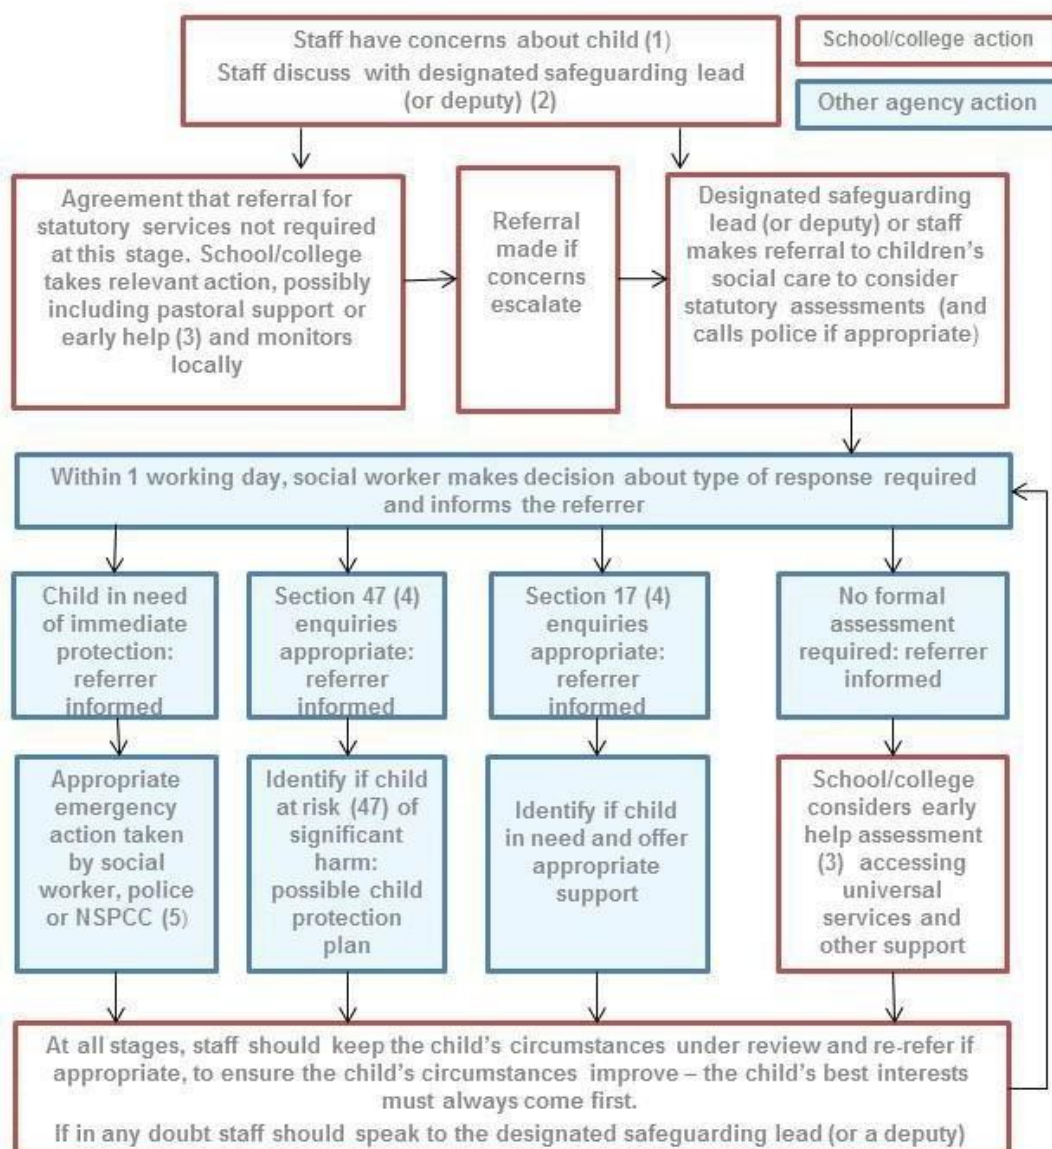 Staff have concerns about child (1)
Staff discuss with designated safeguarding lead
(or deputy) (2)
School/college action
Other agency action
Agreement that referral for
statutory services not required
at this stage. School/college
takes relevant action, possibly
including pastoral support or
early help (3) and monitors
locally
Referral
made if
concerns
escalate
Designated safeguarding
lead (or deputy) or staff
makes referral to children's
social care to consider
statutory assessments (and
calls police if appropriate)
Within 1 working day, social worker makes decision about type of response required
and informs the referrer
Child in need
of immediate
protection:
referrer
informed
Section 47 (4)
enquiries
appropriate:
referrer
informed
Section 17 (4)
enquiries
appropriate:
referrer
informed
No formal
assessment
required: referrer
informed
Appropriate
emergency
action taken
by social
worker, police
or NSPCC (5)
Identify if child
at risk (47) of
significant
harm:
possible child
protection
plan
Identify if child
in need and offer
appropriate
support
School/college
considers early
help assessment
(3) accessing
universal
services and
other support
At all stages, staff should keep the child's circumstances under review and re-refer if
appropriate, to ensure the child's circumstances improve – the child's best interests
must always come first.
If in any doubt staff should speak to the designated safeguarding lead (or a deputy)